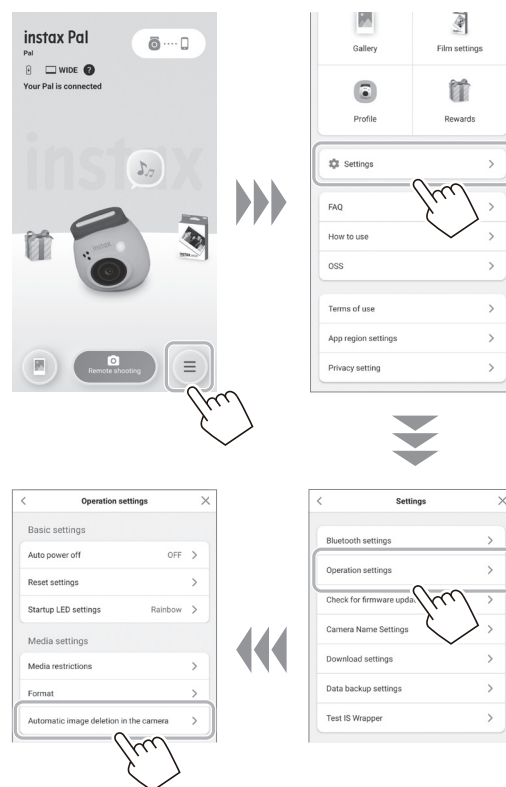 instax Pal
Pal
WIDE ?
Your Pal is connected
instax
instax
Remote shooting
Gallery
Film settings
Profile
Rewards
Settings
FAQ
How to use
OSS
Terms of use
App region settings
Privacy setting
Settings
Bluetooth settings
Operation settings
Check for firmware updat
Camera Name Settings
Download settings
Data backup settings
Test IS Wrapper
Operation settings
Basic settings
Auto power off OFF
Reset settings
Startup LED settings Rainbow
Media settings
Media restrictions
Format
Automatic image deletion in the camera